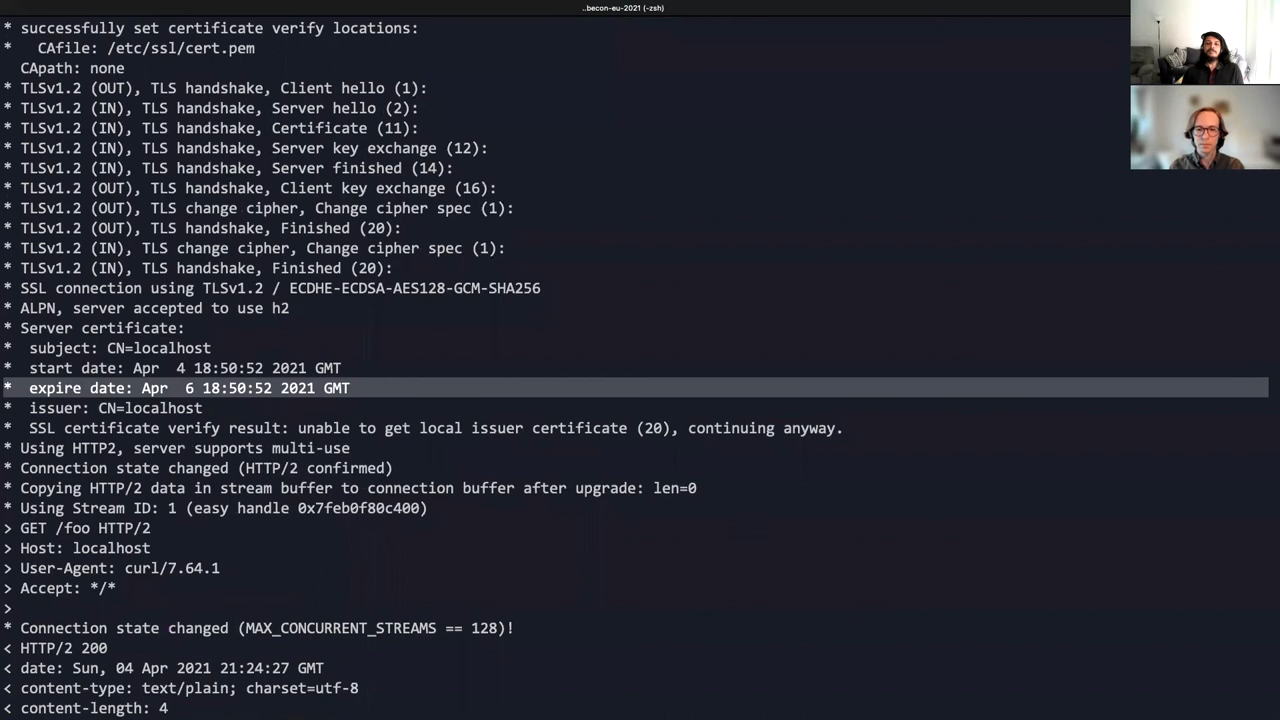 ..becon-eu-2021 (-zsh)
* successfully set certificate verify locations:
*   CAfile: /etc/ssl/cert.pem
  CApath: none
* TLSv1.2 (OUT), TLS handshake, Client hello (1):
* TLSv1.2 (IN), TLS handshake, Server hello (2):
* TLSv1.2 (IN), TLS handshake, Certificate (11):
* TLSv1.2 (IN), TLS handshake, Server key exchange (12):
* TLSv1.2 (IN), TLS handshake, Server finished (14):
* TLSv1.2 (OUT), TLS handshake, Client key exchange (16):
* TLSv1.2 (OUT), TLS change cipher, Change cipher spec (1):
* TLSv1.2 (OUT), TLS handshake, Finished (20):
* TLSv1.2 (IN), TLS change cipher, Change cipher spec (1):
* TLSv1.2 (IN), TLS handshake, Finished (20):
* SSL connection using TLSv1.2 / ECDHE-ECDSA-AES128-GCM-SHA256
* ALPN, server accepted to use h2
* Server certificate:
*  subject: CN=localhost
*  start date: Apr  4 18:50:52 2021 GMT
*  expire date: Apr  6 18:50:52 2021 GMT
*  issuer: CN=localhost
*  SSL certificate verify result: unable to get local issuer certificate (20), continuing anyway.
* Using HTTP2, server supports multi-use
* Connection state changed (HTTP/2 confirmed)
* Copying HTTP/2 data in stream buffer to connection buffer after upgrade: len=0
* Using Stream ID: 1 (easy handle 0x7feb0f80c400)
> GET /foo HTTP/2
> Host: localhost
> User-Agent: curl/7.64.1
> Accept: */*
>
* Connection state changed (MAX_CONCURRENT_STREAMS == 128)!
< HTTP/2 200
< date: Sun, 04 Apr 2021 21:24:27 GMT
< content-type: text/plain; charset=utf-8
< content-length: 4